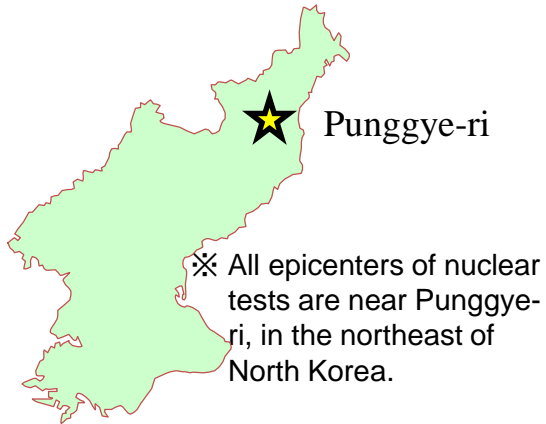 Punggye-ri
※ All epicenters of nuclear
tests are near Punggye-
ri, in the northeast of
North Korea.